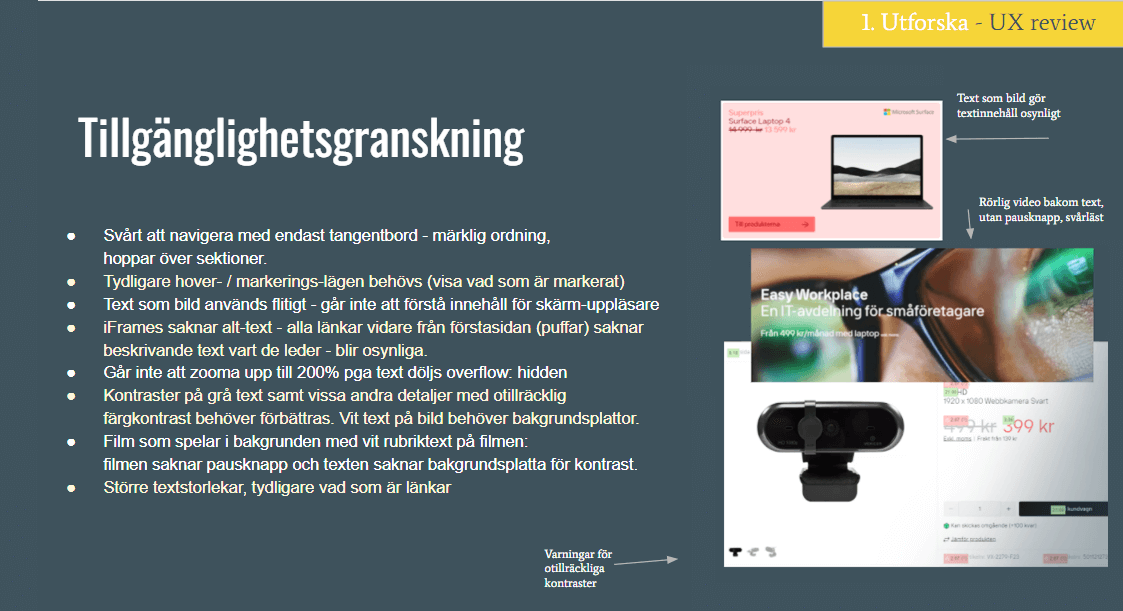 1. Utforska - UX review
Tillgänglighetsgranskning
● Svårt att navigera med endast tangentbord - märklig ordning,
hoppar över sektioner.
● Tydligare hover- / markerings-lägen behövs (visa vad som är markerat)
● Text som bild används flitigt - går inte att förstå innehåll för skärm-uppläsare
● iFrames saknar alt-text - alla länkar vidare från förstasidan (puffar) saknar
beskrivande text vart de leder - blir osynliga.
● Går inte att zooma upp till 200% pga text döljs overflow: hidden
● Kontraster på grå text samt vissa andra detaljer med otillräcklig
färgkontrast behöver förbättras. Vit text på bild behöver bakgrundsplattor.
● Film som spelar i bakgrunden med vit rubriktext på filmen:
filmen saknar pausknapp och texten saknar bakgrundsplatta för kontrast.
● Större textstorlekar, tydligare vad som är länkar
Text som bild gör
textinnehåll osynligt
Superpris
Microsoft Surface
Surface Laptop 4
14 999 kr 13 599 kr
Till produkterna
Rörlig video bakom text,
utan pausknapp, svårläst
Easy Workplace
En IT-avdelning för småföretagare
Från 499 kr/månad med laptop
HD
1920 x 1080 Webbkamera Svart
499 kr 399 kr
Exkl. moms | Frakt från 139 kr
1 +
kundvagn
Kan skickas omgående (>100 kvar)
Jämför produkten
Varningar för
otillräckliga
kontraster